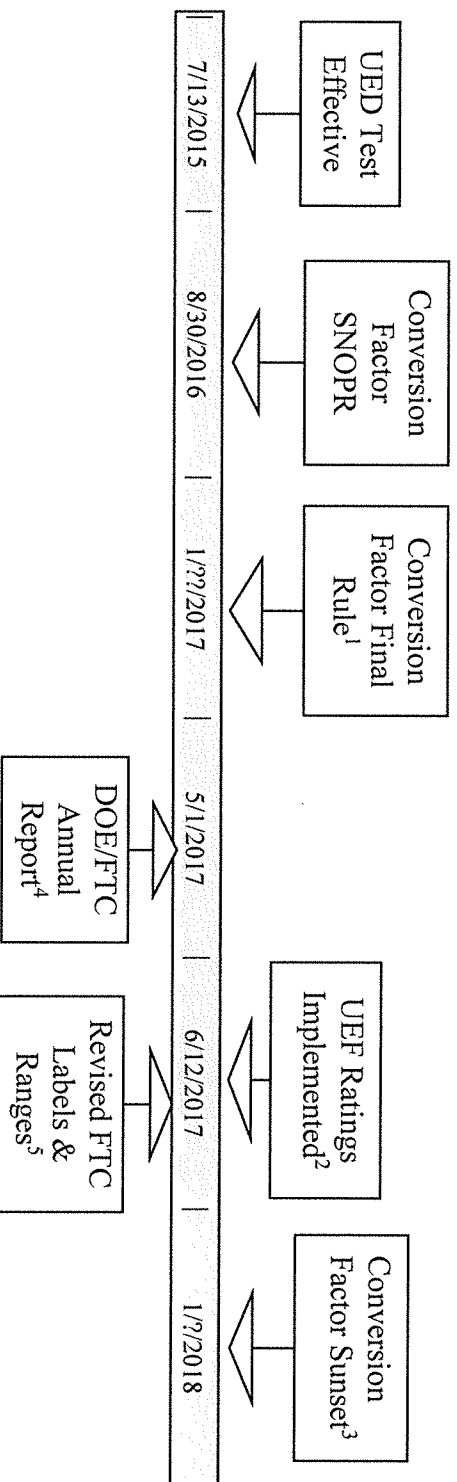 UED Test
Effective
Conversion
Factor
SNOPR
Conversion
Factor Final
Rule¹
UEF Ratings
Implemented²
Conversion
Factor Sunset³
7/13/2015
8/30/2016
1/??/2017
5/1/2017
6/12/2017
1/?/2018
DOE/FTC
Annual
Report⁴
Revised FTC
Labels &
Ranges⁵